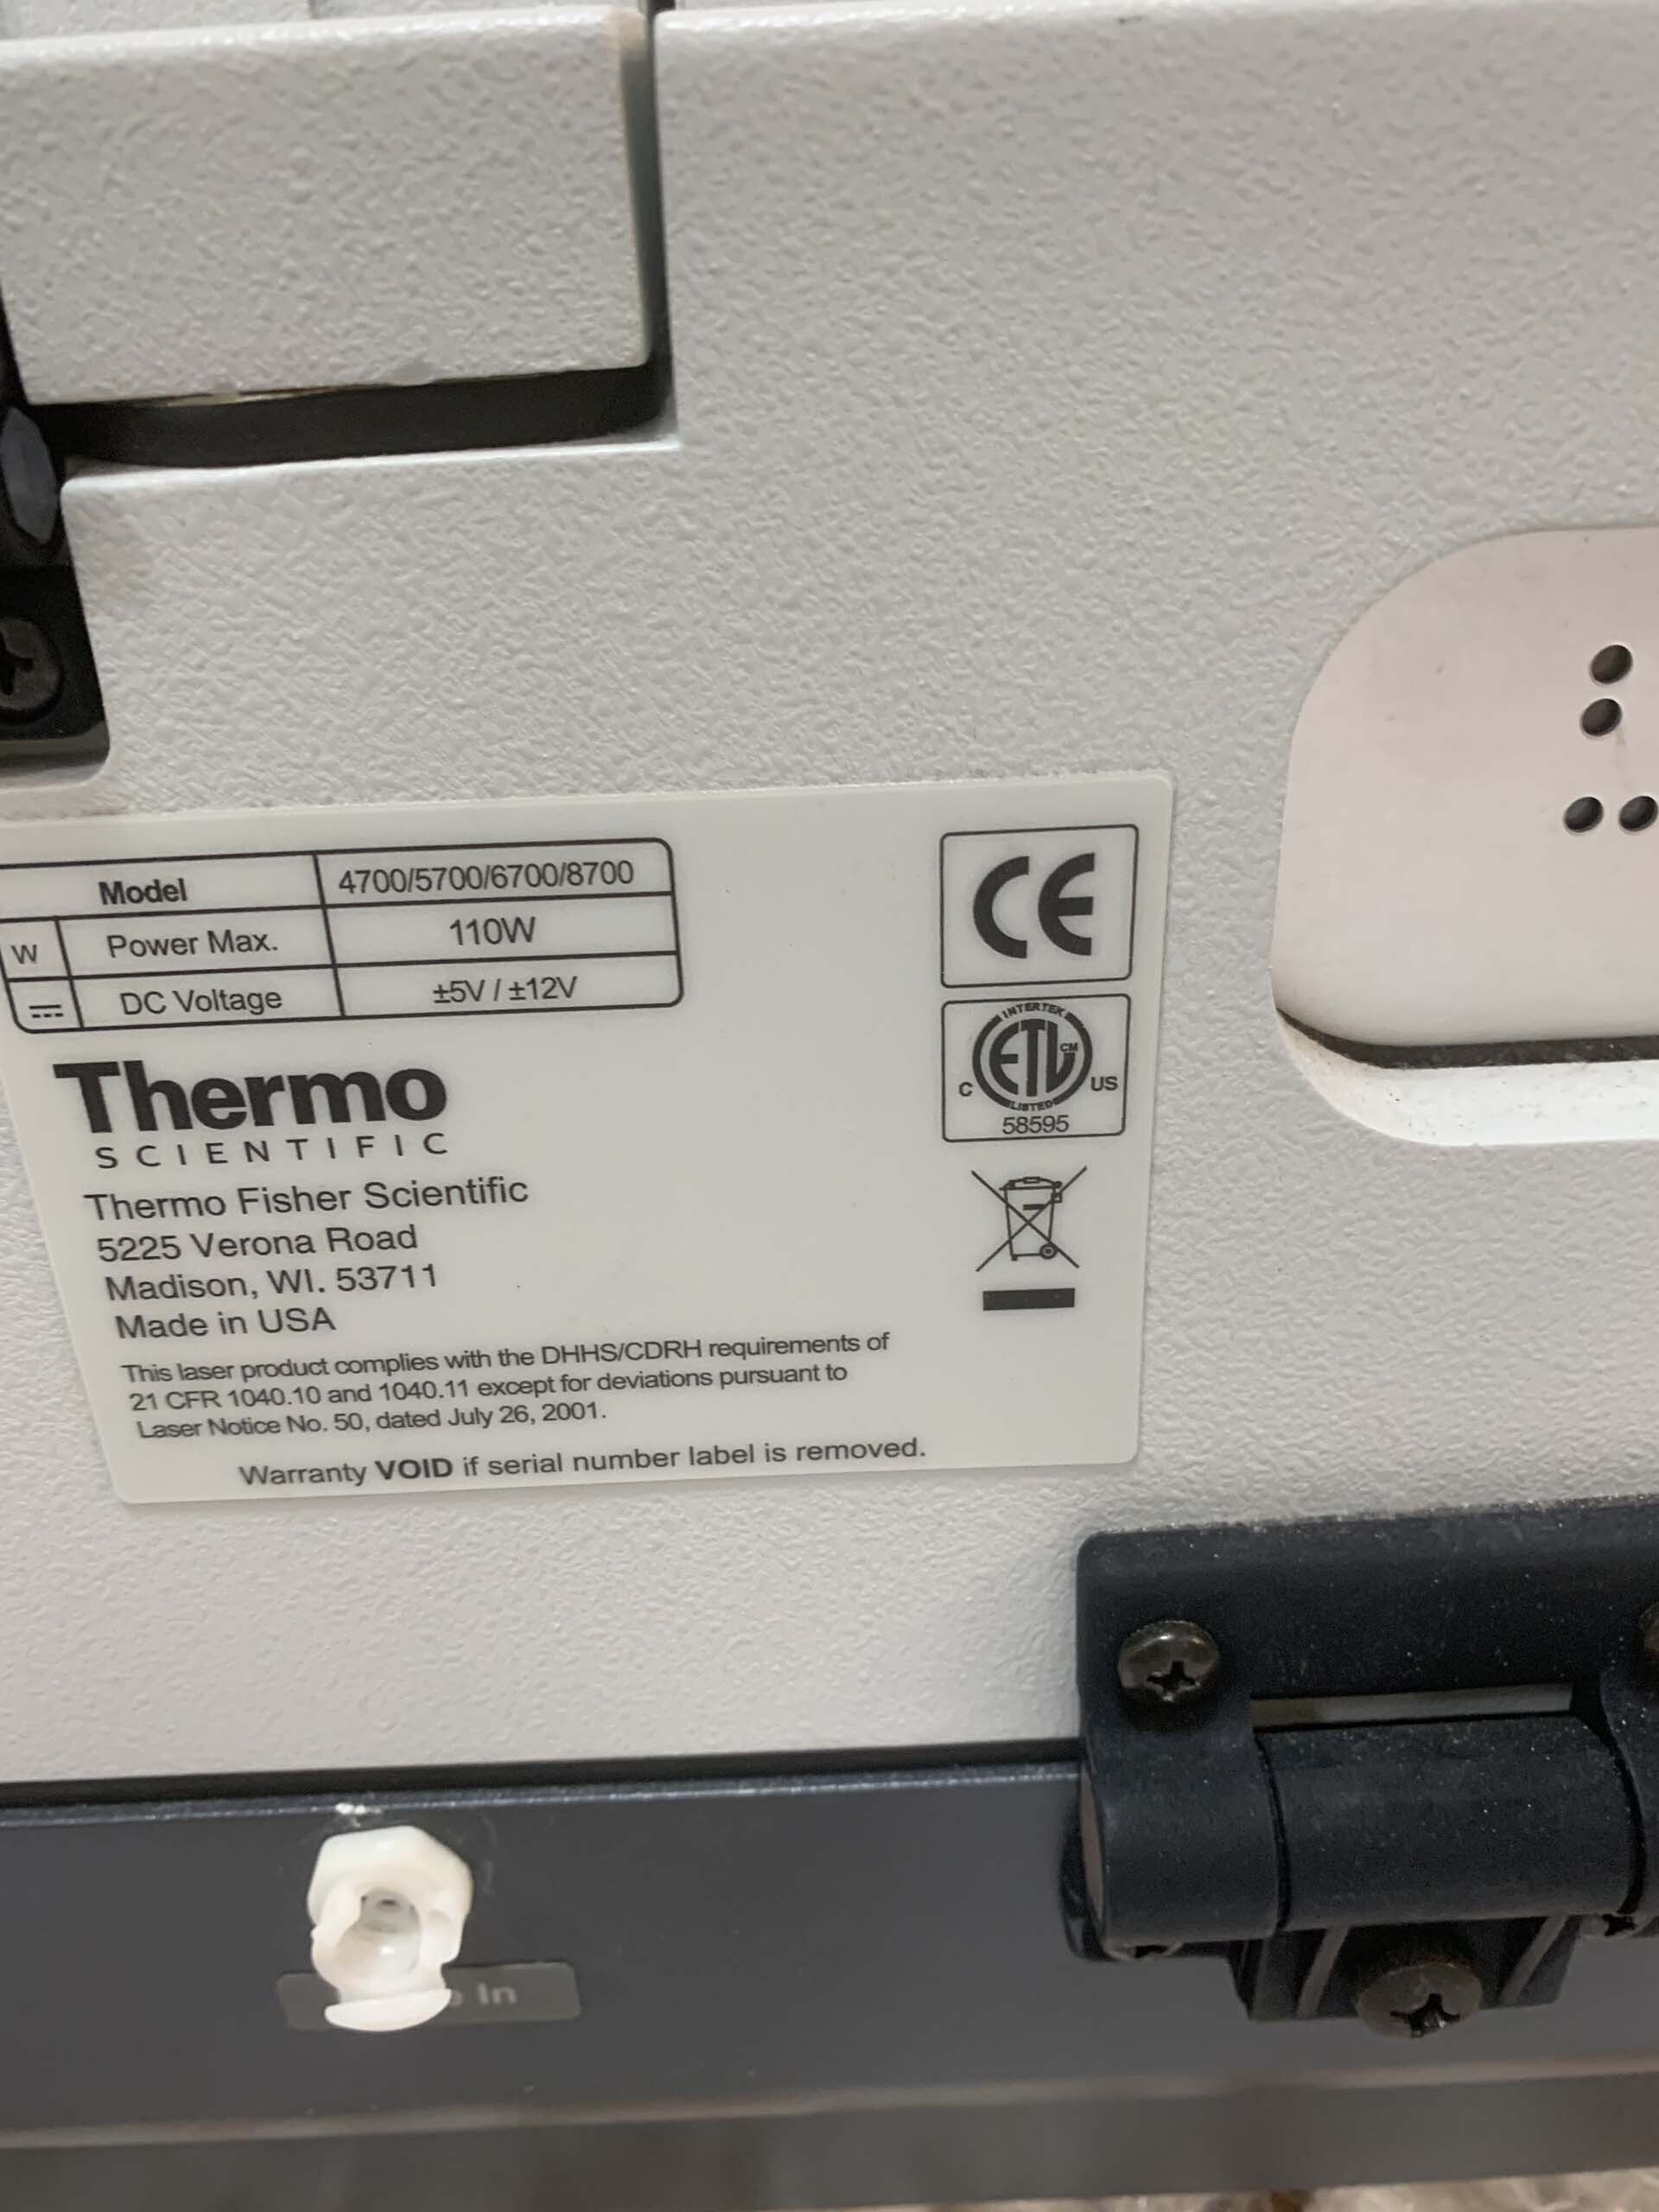 Model 4700/5700/6700/8700
W Power Max. 110W
DC Voltage ±5V / ±12V
CE
INTERTEK
ETL CM
C US
LISTED
58595
Thermo
SCIENTIFIC
Thermo Fisher Scientific
5225 Verona Road
Madison, WI. 53711
Made in USA
This laser product complies with the DHHS/CDRH requirements of
21 CFR 1040.10 and 1040.11 except for deviations pursuant to
Laser Notice No. 50, dated July 26, 2001.
Warranty VOID if serial number label is removed.
In